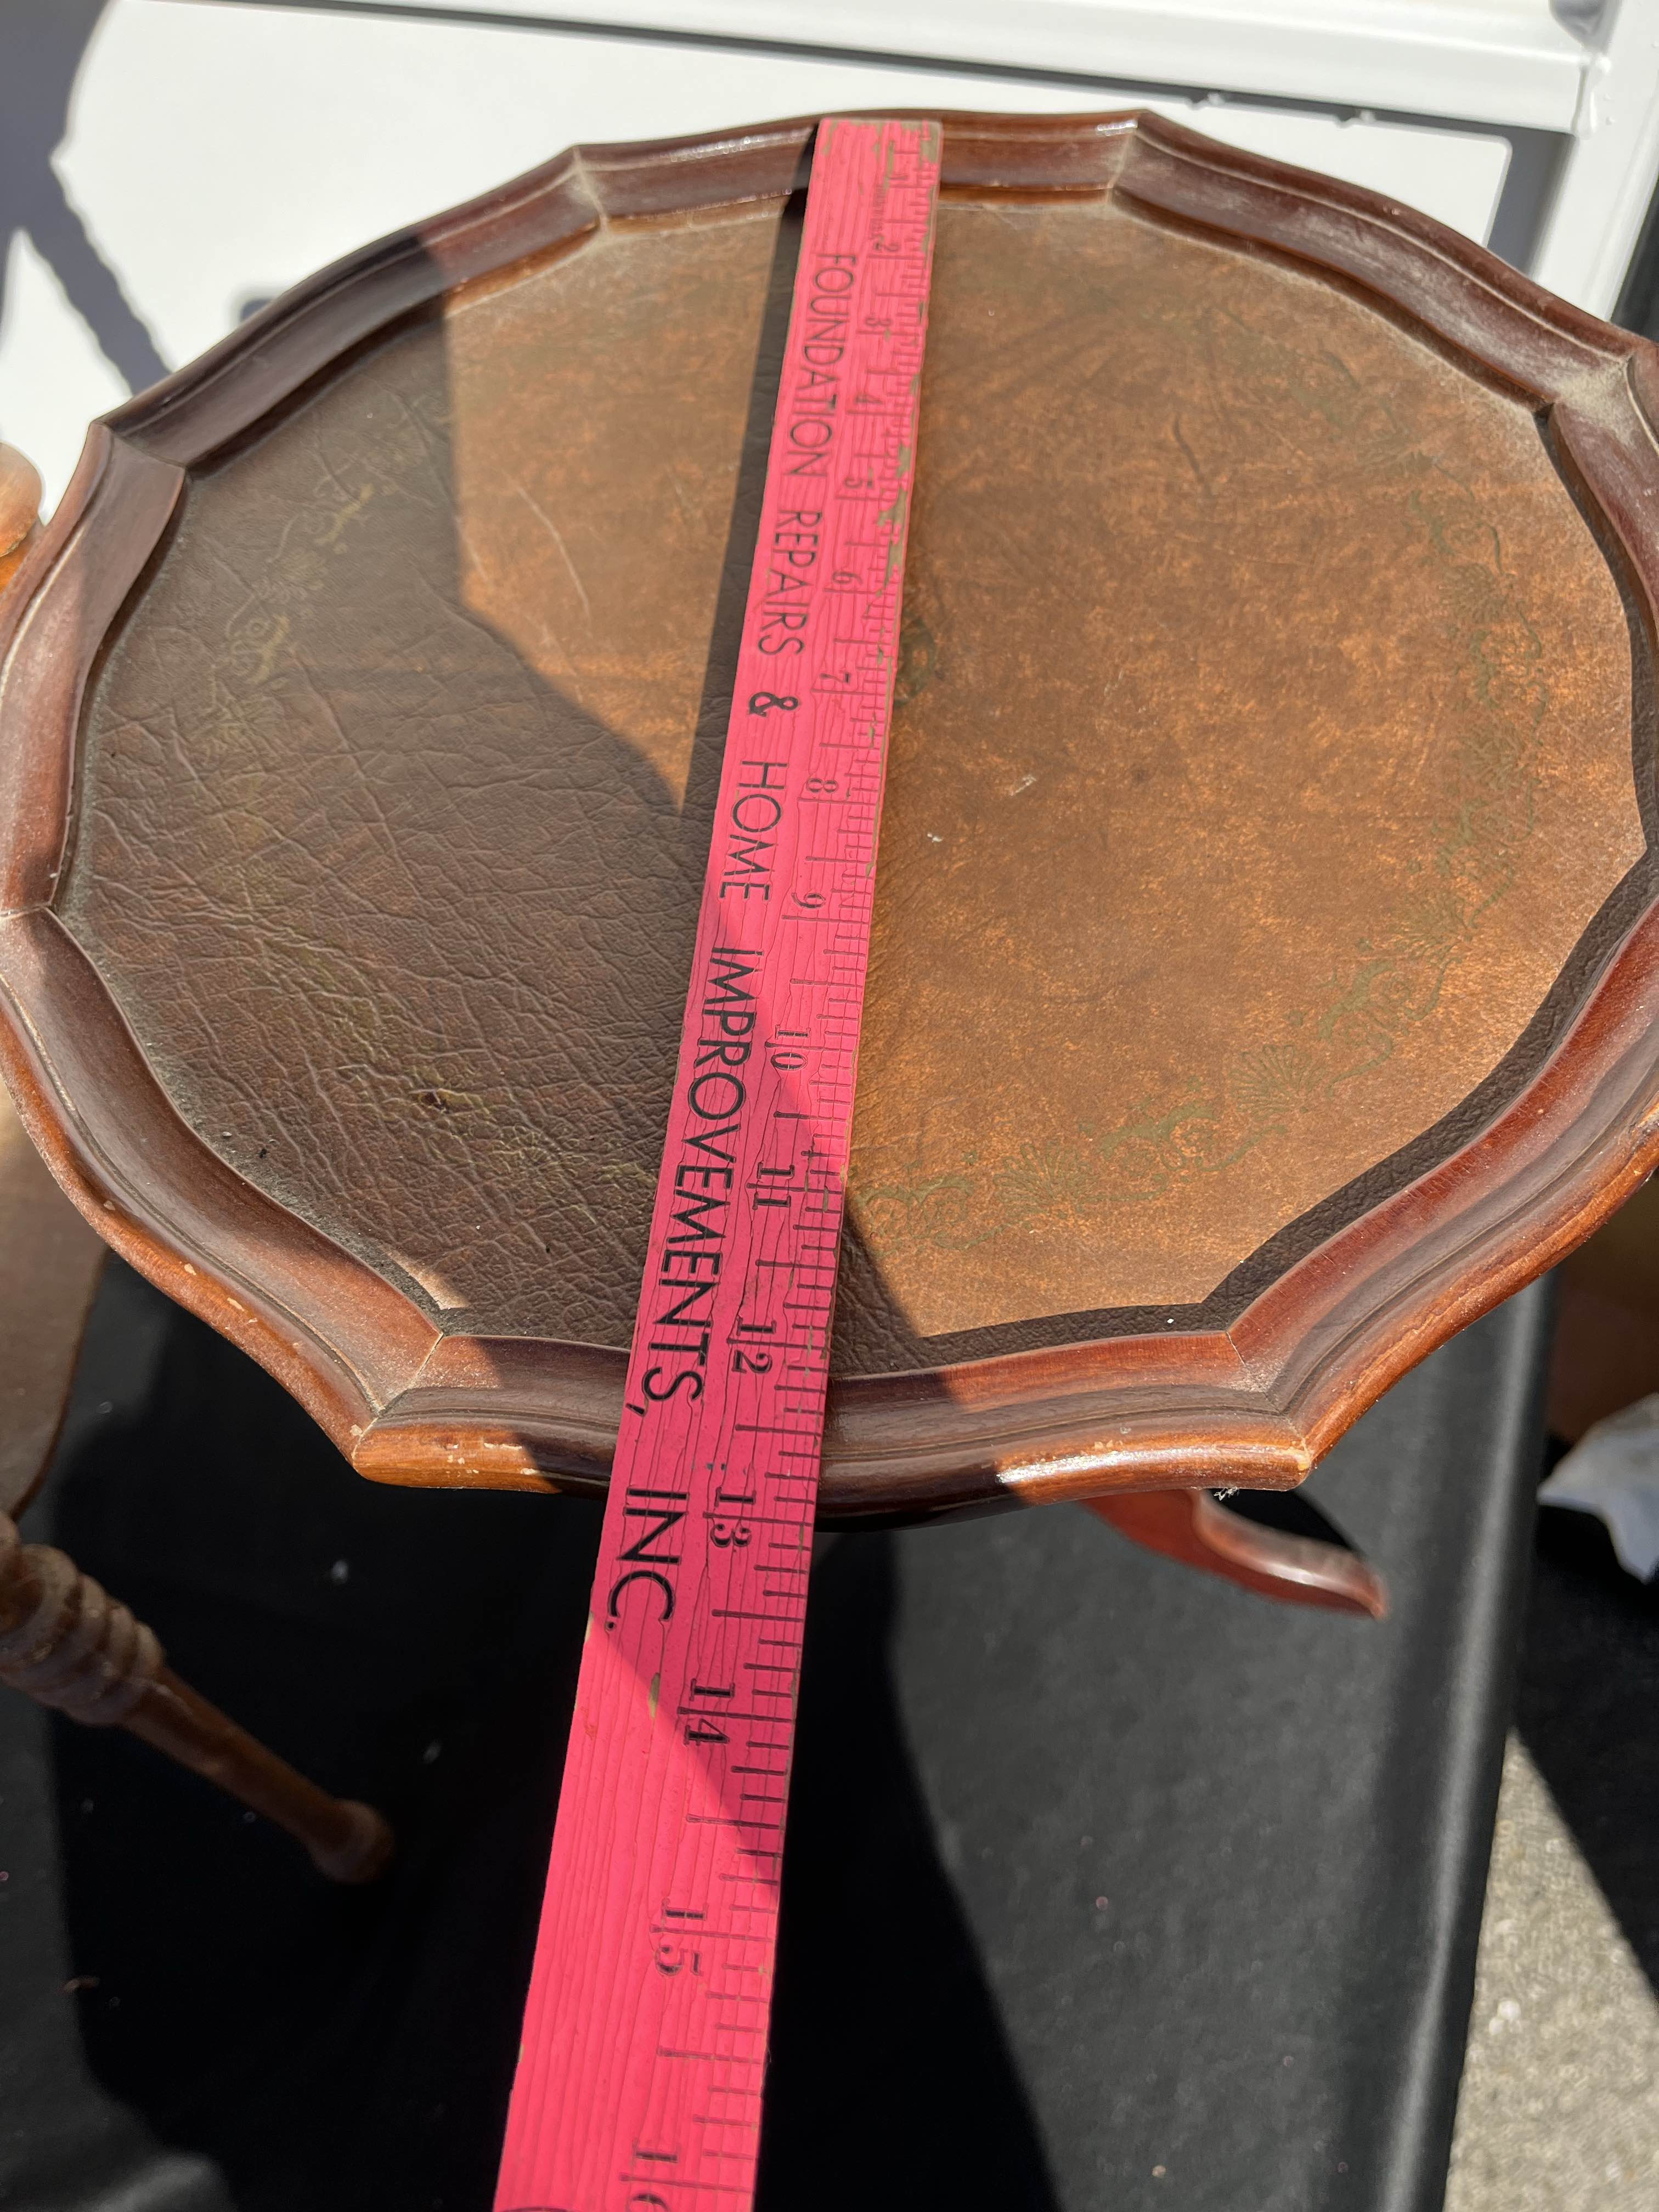 FOUNDATION REPAIRS & HOME IMPROVEMENTS, INC.
1 2 3 4 5 6 7 8 9 10 11 12 13 14 15 16